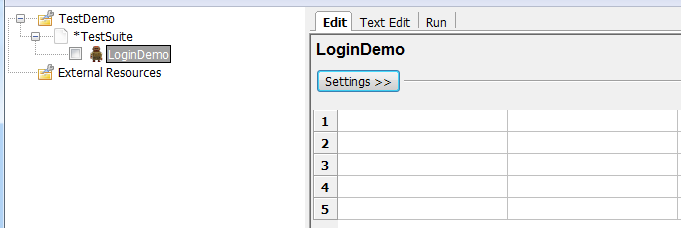 TestDemo
*TestSuite
LoginDemo
External Resources
Edit Text Edit Run
LoginDemo
Settings >>
1
2
3
4
5